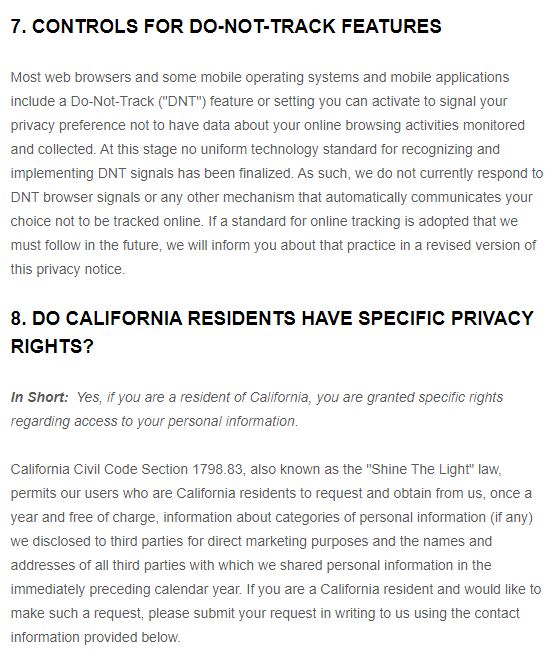 7. CONTROLS FOR DO-NOT-TRACK FEATURES
Most web browsers and some mobile operating systems and mobile applications
include a Do-Not-Track ("DNT") feature or setting you can activate to signal your
privacy preference not to have data about your online browsing activities monitored
and collected. At this stage no uniform technology standard for recognizing and
implementing DNT signals has been finalized. As such, we do not currently respond to
DNT browser signals or any other mechanism that automatically communicates your
choice not to be tracked online. If a standard for online tracking is adopted that we
must follow in the future, we will inform you about that practice in a revised version of
this privacy notice.
8. DO CALIFORNIA RESIDENTS HAVE SPECIFIC PRIVACY
RIGHTS?
In Short: Yes, if you are a resident of California, you are granted specific rights
regarding access to your personal information.
California Civil Code Section 1798.83, also known as the "Shine The Light" law,
permits our users who are California residents to request and obtain from us, once a
year and free of charge, information about categories of personal information (if any)
we disclosed to third parties for direct marketing purposes and the names and
addresses of all third parties with which we shared personal information in the
immediately preceding calendar year. If you are a California resident and would like to
make such a request, please submit your request in writing to us using the contact
information provided below.